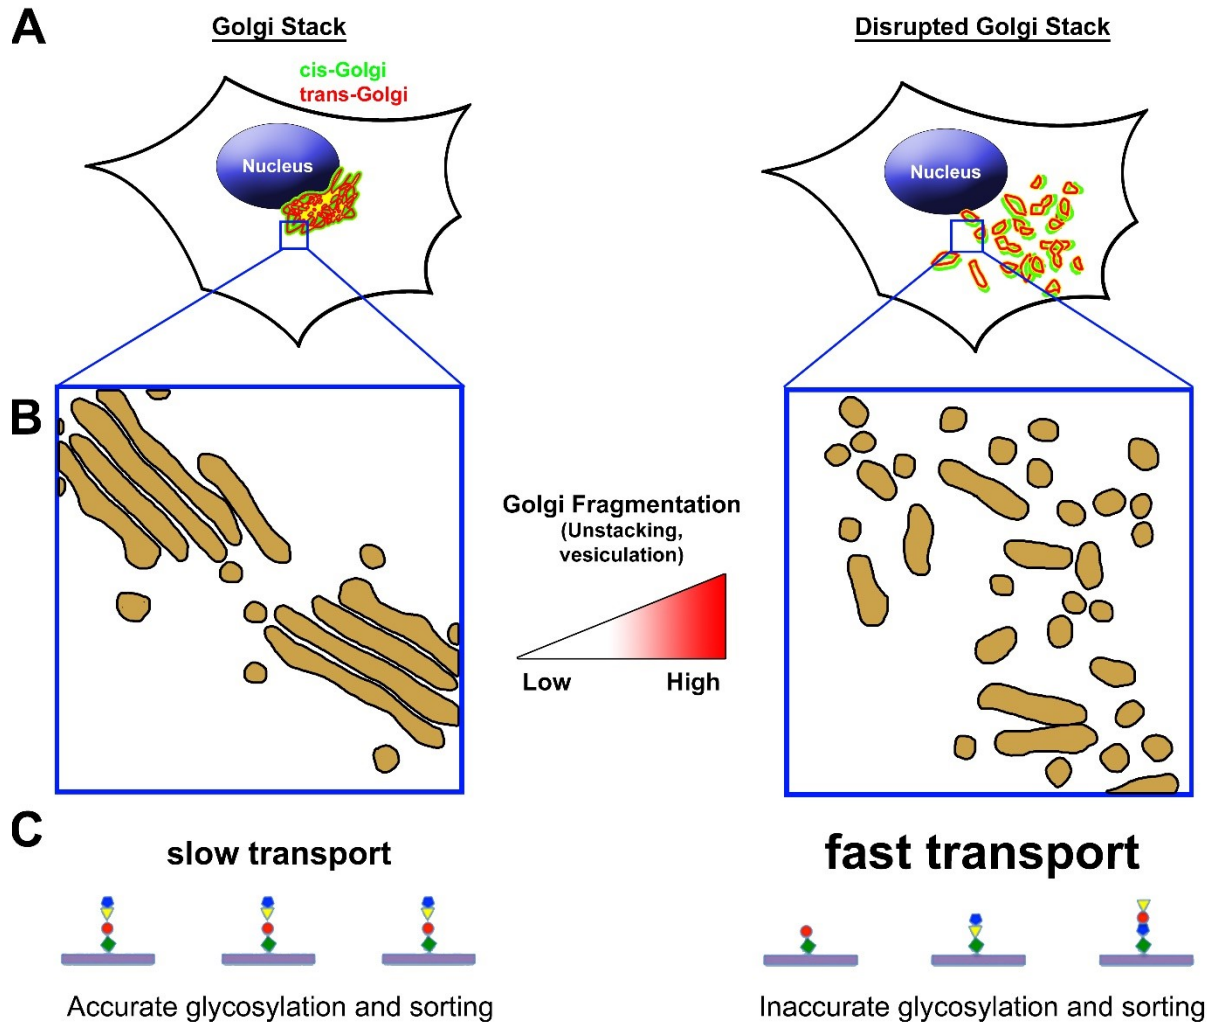 A
Golgi Stack
Disrupted Golgi Stack
cis-Golgi
trans-Golgi
Nucleus
Nucleus
B
Golgi Fragmentation
(Unstacking,
vesiculation)
Low
High
C
slow transport
fast transport
Accurate glycosylation and sorting
Inaccurate glycosylation and sorting